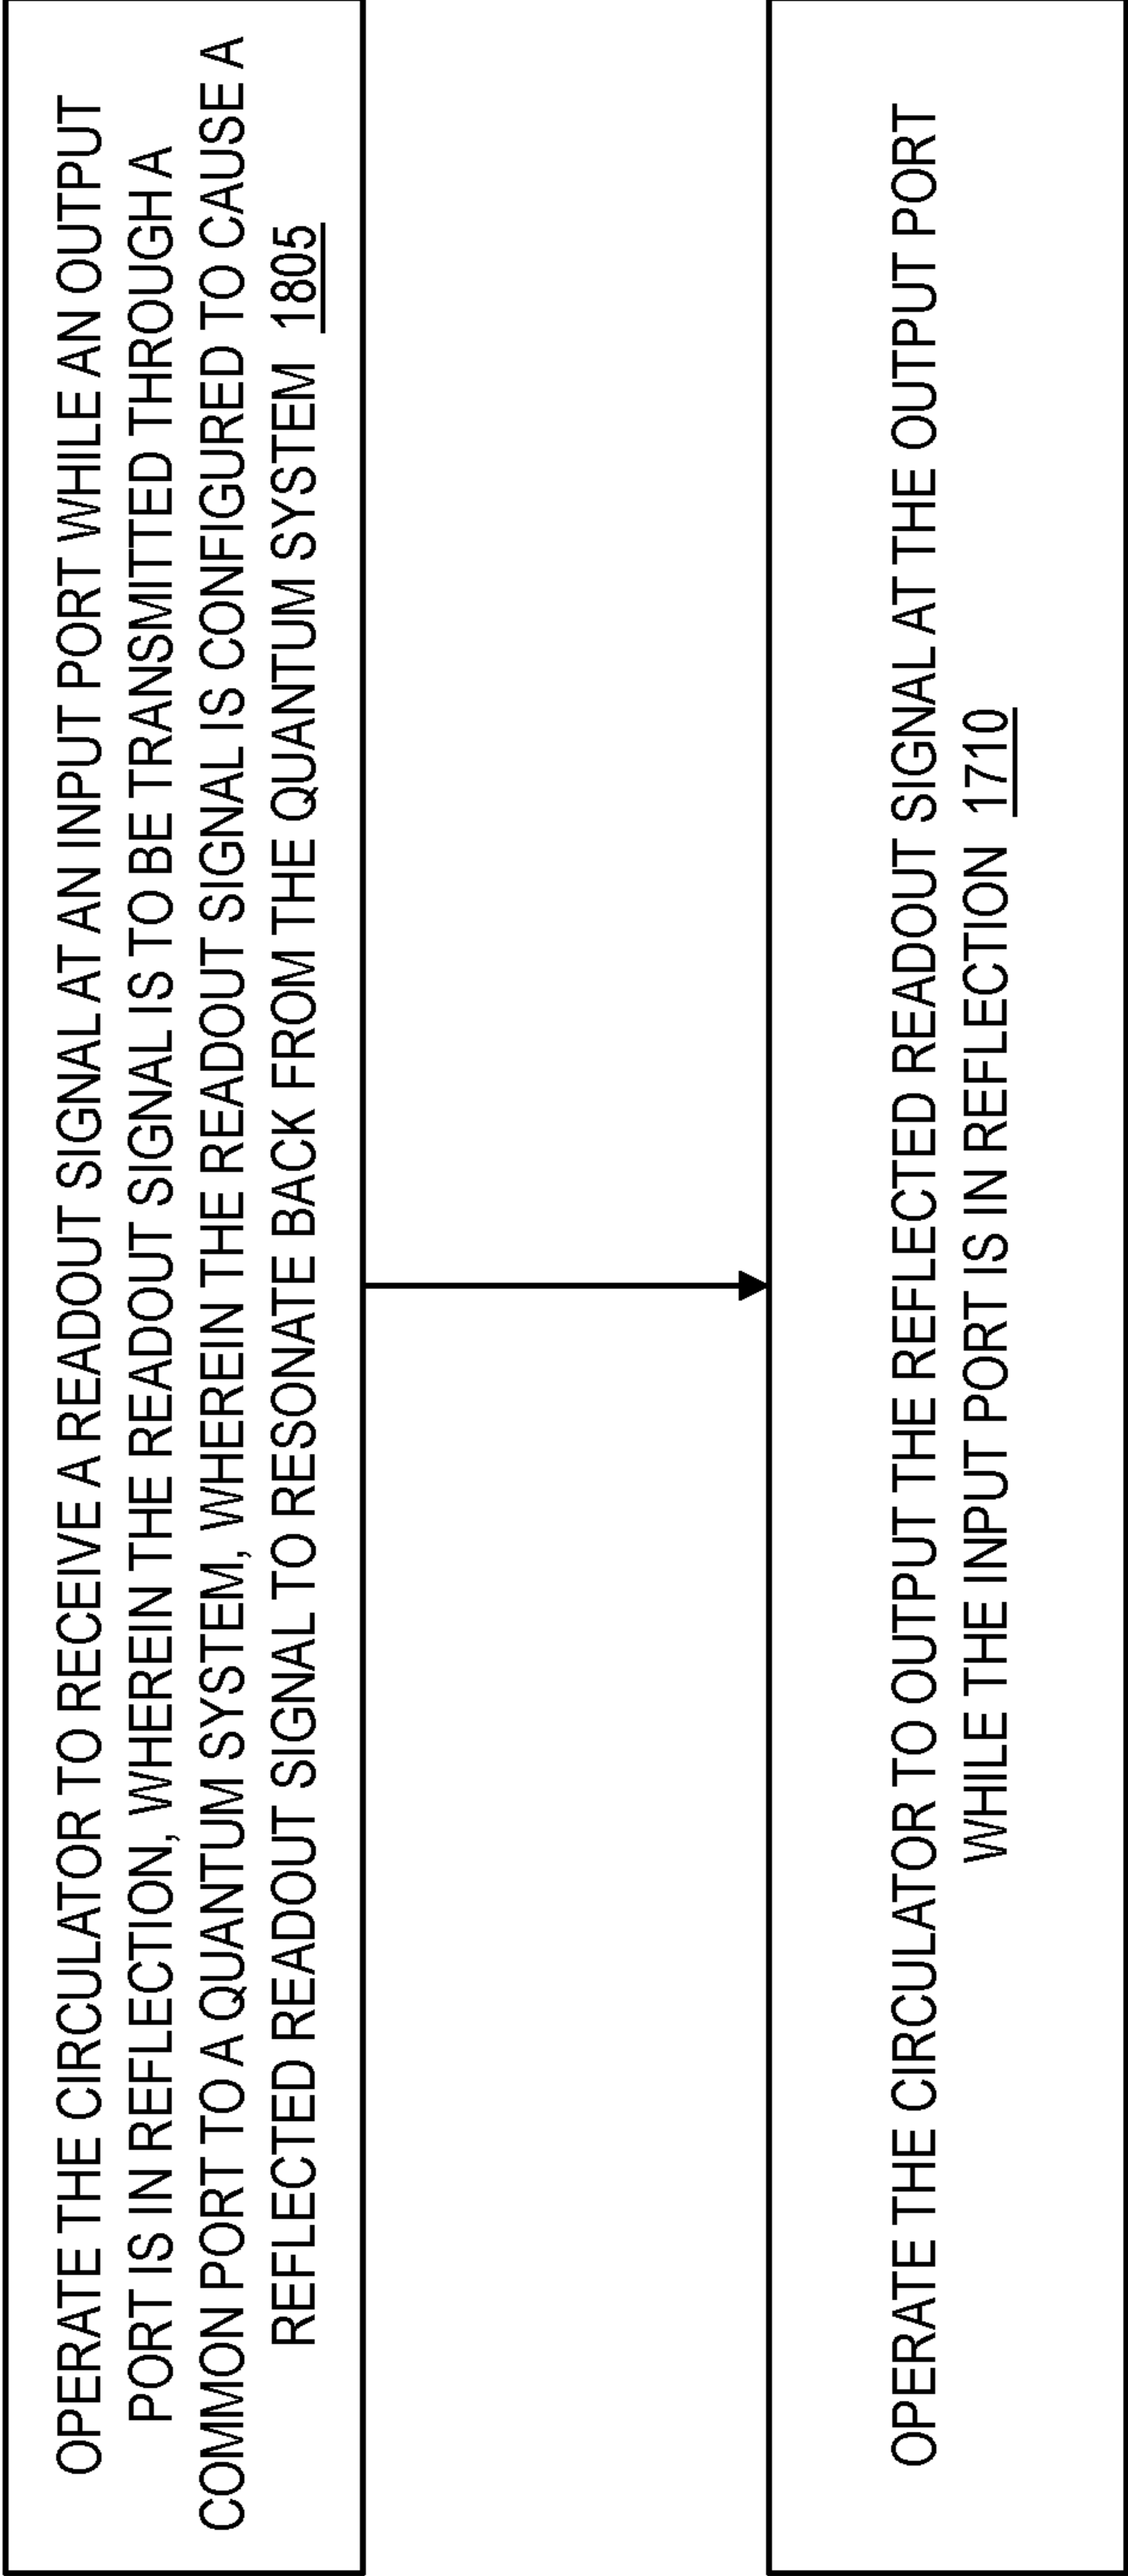 OPERATE THE CIRCULATOR TO RECEIVE A READOUT SIGNAL AT AN INPUT PORT WHILE AN OUTPUT
PORT IS IN REFLECTION, WHEREIN THE READOUT SIGNAL IS TO BE TRANSMITTED THROUGH A
COMMON PORT TO A QUANTUM SYSTEM, WHEREIN THE READOUT SIGNAL IS CONFIGURED TO CAUSE A
REFLECTED READOUT SIGNAL TO RESONATE BACK FROM THE QUANTUM SYSTEM 1805
OPERATE THE CIRCULATOR TO OUTPUT THE REFLECTED READOUT SIGNAL AT THE OUTPUT PORT
WHILE THE INPUT PORT IS IN REFLECTION 1710